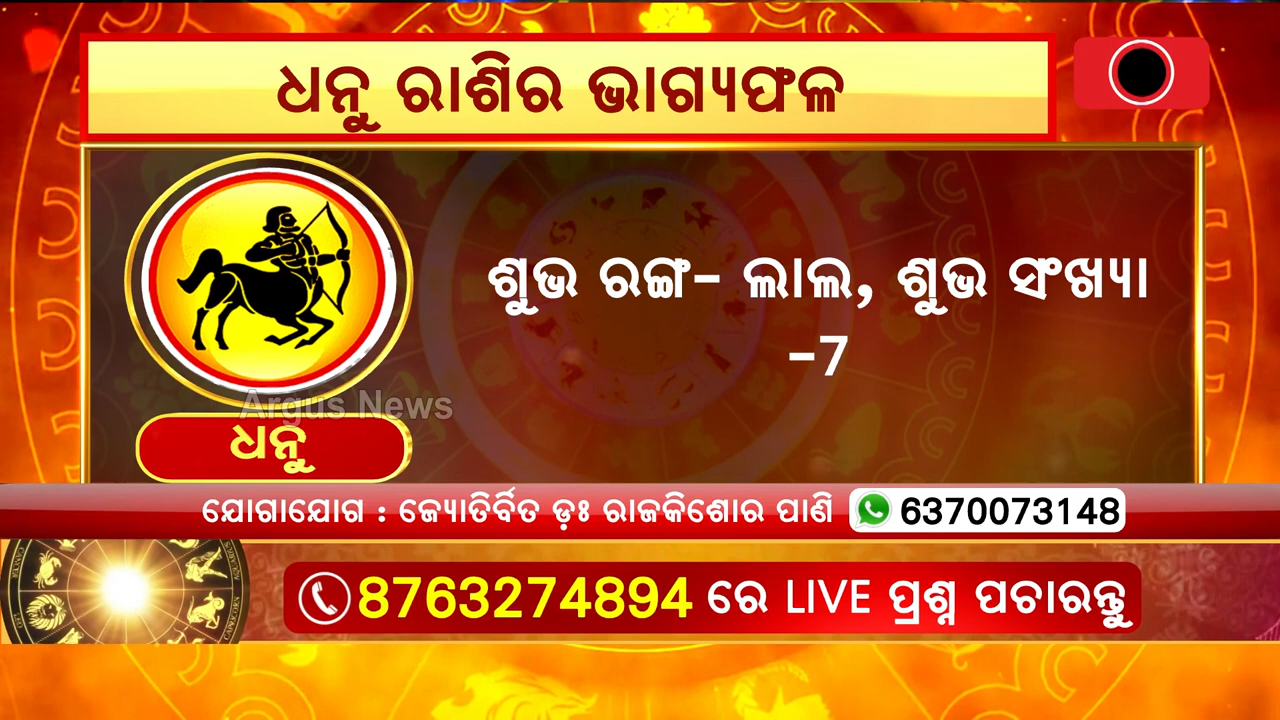 ଧନୁ ରାଶିର ଭାଗ୍ୟଫଳ
ଶୁଭ ରଙ୍ଗ- ଲାଲ, ଶୁଭ ସଂଖ୍ୟା
-7
Argus News
ଧନୁ
ଯୋଗାଯୋଗ : ଜ୍ୟୋତିର୍ବିତ ଡ଼ଃ ରାଜକିଶୋର ପାଣି 6370073148
8763274894 ରେ LIVE ପ୍ରଶ୍ନ ପଚାରନ୍ତୁ